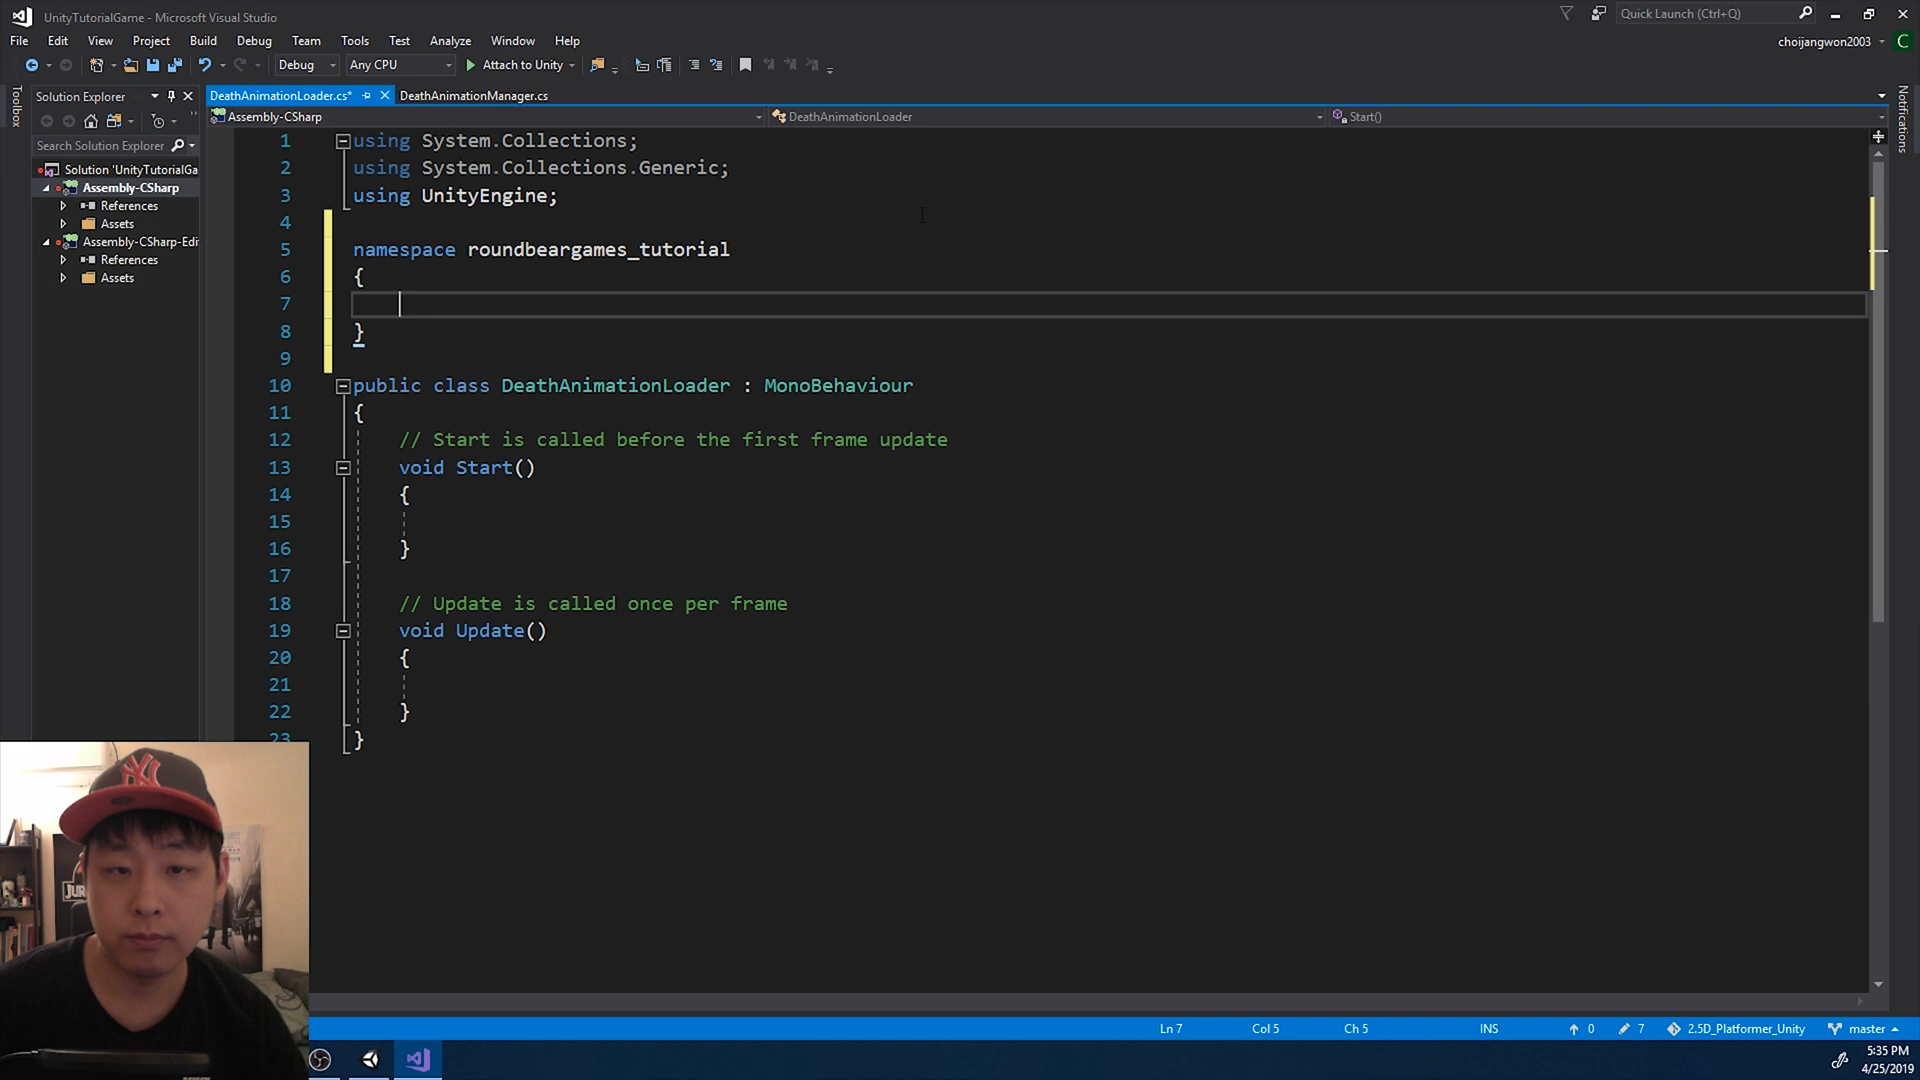 UnityTutorialGame - Microsoft Visual Studio
Quick Launch (Ctrl+Q)
File Edit View Project Build Debug Team Tools Test Analyze Window Help
choijangwon2003 C
Debug Any CPU Attach to Unity
Toolbox
Solution Explorer
DeathAnimationLoader.cs* DeathAnimationManager.cs
Notifications
Assembly-CSharp DeathAnimationLoader Start()
Search Solution Explorer
Solution 'UnityTutorialGa
Assembly-CSharp
References
Assets
Assembly-CSharp-Edi
References
Assets
1 using System.Collections;
2 using System.Collections.Generic;
3 using UnityEngine;
4
5 namespace roundbeargames_tutorial
6 {
7
8 }
9
10 public class DeathAnimationLoader : MonoBehaviour
11 {
12 // Start is called before the first frame update
13 void Start()
14 {
15
16 }
17
18 // Update is called once per frame
19 void Update()
20 {
21
22 }
23 }
NY
JUR
Ln 7 Col 5 Ch 5 INS 0 7 2.5D_Platformer_Unity master
5:35 PM
4/25/2019